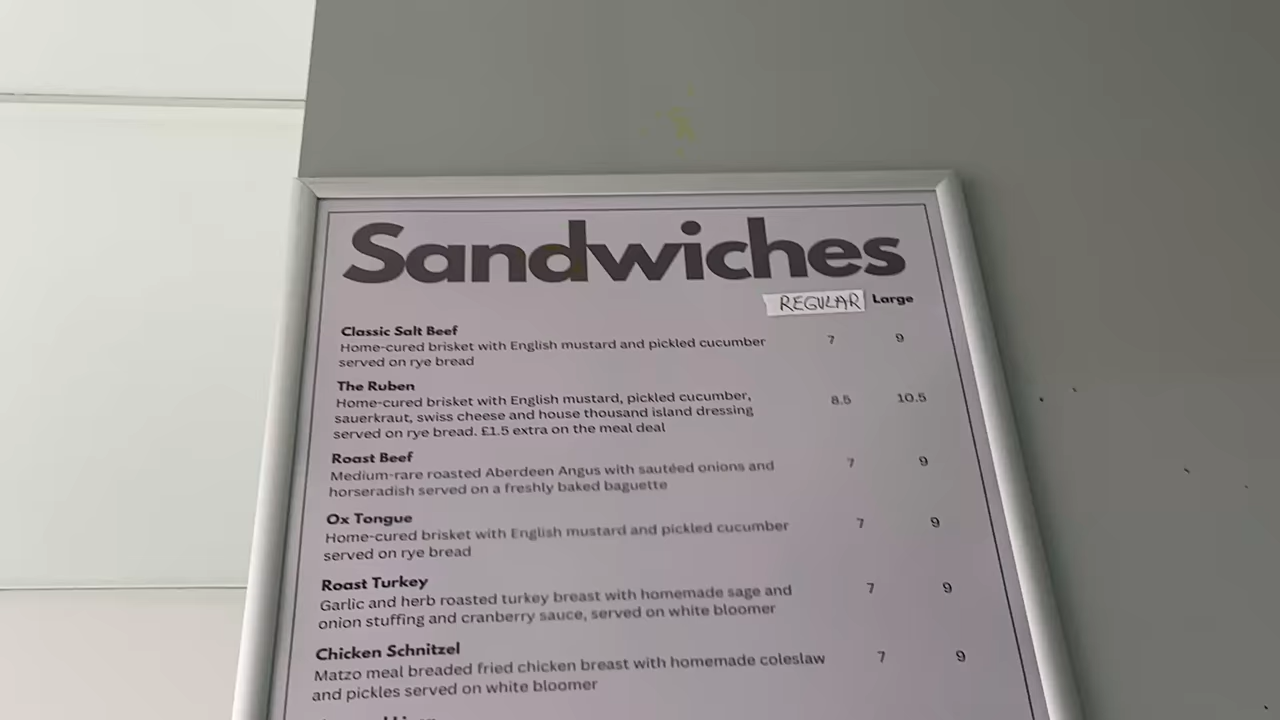 Sandwiches
REGULAR Large
Classic Salt Beef
Home-cured brisket with English mustard and pickled cucumber 7 9
served on rye bread
The Ruben
Home-cured brisket with English mustard, pickled cucumber, 8.5 10.5
sauerkraut, swiss cheese and house thousand island dressing
served on rye bread. £1.5 extra on the meal deal
Roast Beef
Medium-rare roasted Aberdeen Angus with sautéed onions and 7 9
horseradish served on a freshly baked baguette
Ox Tongue
Home-cured brisket with English mustard and pickled cucumber 7 9
served on rye bread
Roast Turkey
Garlic and herb roasted turkey breast with homemade sage and 7 9
onion stuffing and cranberry sauce, served on white bloomer
Chicken Schnitzel
Matzo meal breaded fried chicken breast with homemade coleslaw 7 9
and pickles served on white bloomer